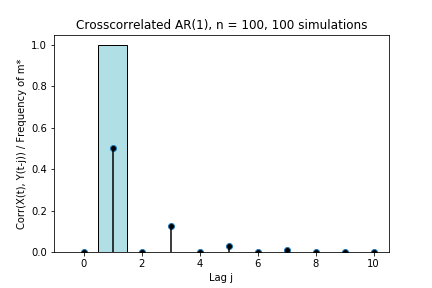 Crosscorrelated AR(1), n = 100, 100 simulations
Corr(X(t), Y(t-j)) / Frequency of m*
1.0
0.8
0.6
0.4
0.2
0.0
0 2 4 6 8 10
Lag j